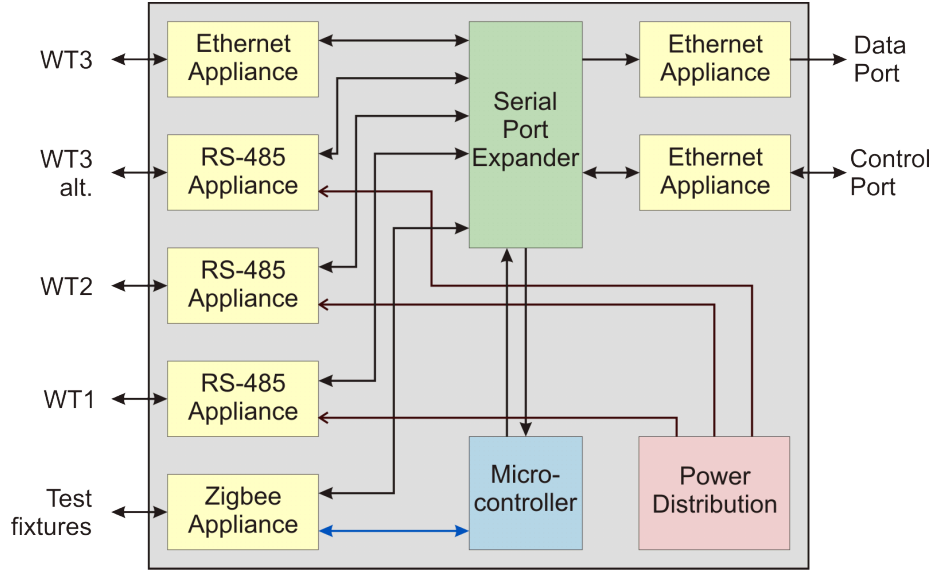 WT3
Ethernet
Appliance
WT3
alt.
RS-485
Appliance
WT2
RS-485
Appliance
WT1
RS-485
Appliance
Test
fixtures
Zigbee
Appliance
Serial
Port
Expander
Micro-
controller
Ethernet
Appliance
Data
Port
Ethernet
Appliance
Control
Port
Power
Distribution